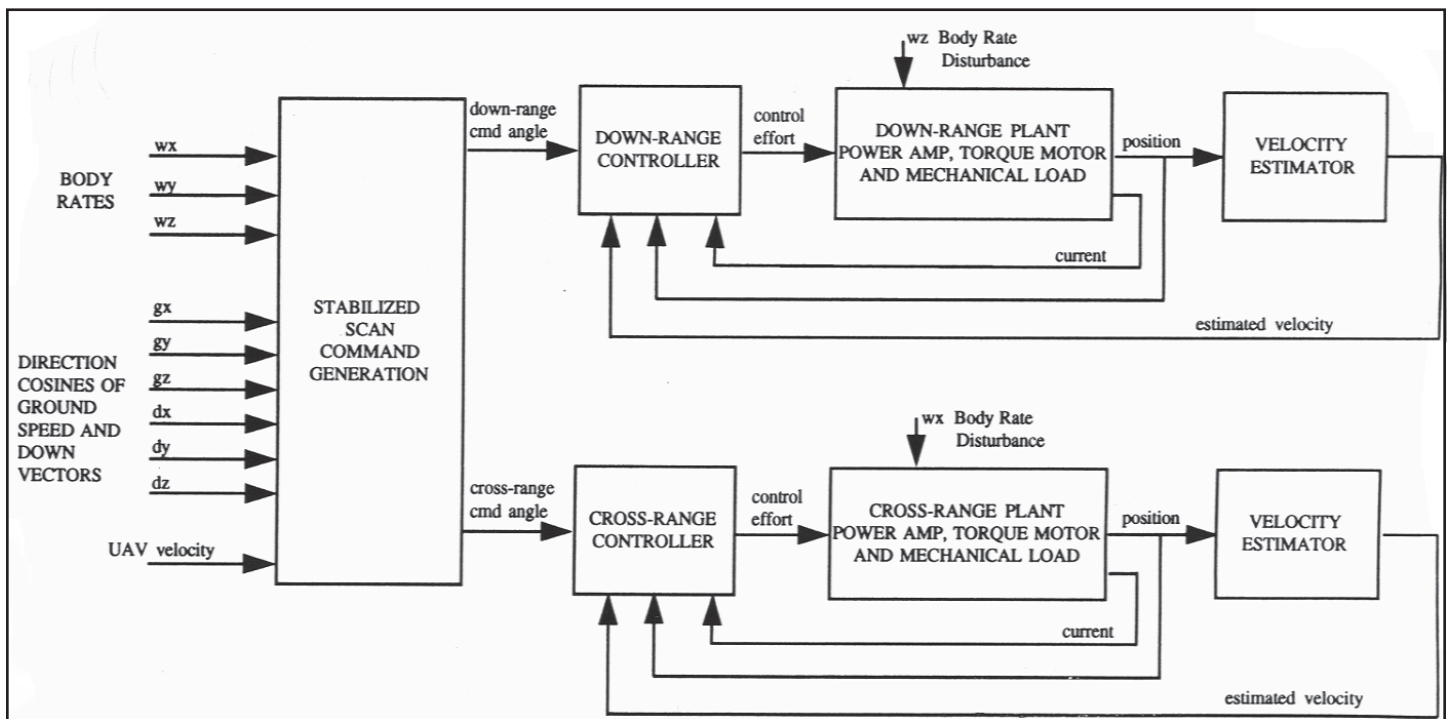 wx
wy
wz
BODY
RATES
gx
gy
gz
dx
dy
dz
DIRECTION
COSINES OF
GROUND
SPEED AND
DOWN
VECTORS
UAV velocity
STABILIZED
SCAN
COMMAND
GENERATION
down-range
cmd angle
DOWN-RANGE
CONTROLLER
control
effort
wz Body Rate
Disturbance
DOWN-RANGE PLANT
POWER AMP, TORQUE MOTOR
AND MECHANICAL LOAD
position
VELOCITY
ESTIMATOR
current
estimated velocity
cross-range
cmd angle
CROSS-RANGE
CONTROLLER
control
effort
wx Body Rate
Disturbance
CROSS-RANGE PLANT
POWER AMP, TORQUE MOTOR
AND MECHANICAL LOAD
position
VELOCITY
ESTIMATOR
current
estimated velocity